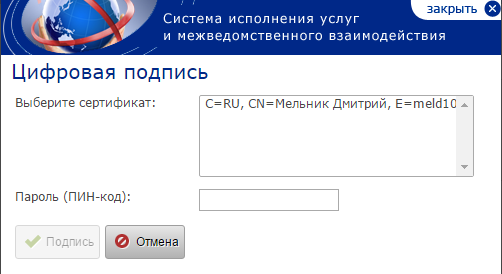 закрыть
Система исполнения услуг
и межведомственного взаимодействия
Цифровая подпись
Выберите сертификат:
C=RU, CN=Мельник Дмитрий, E=meld10
Пароль (ПИН-код):
Подпись
Отмена